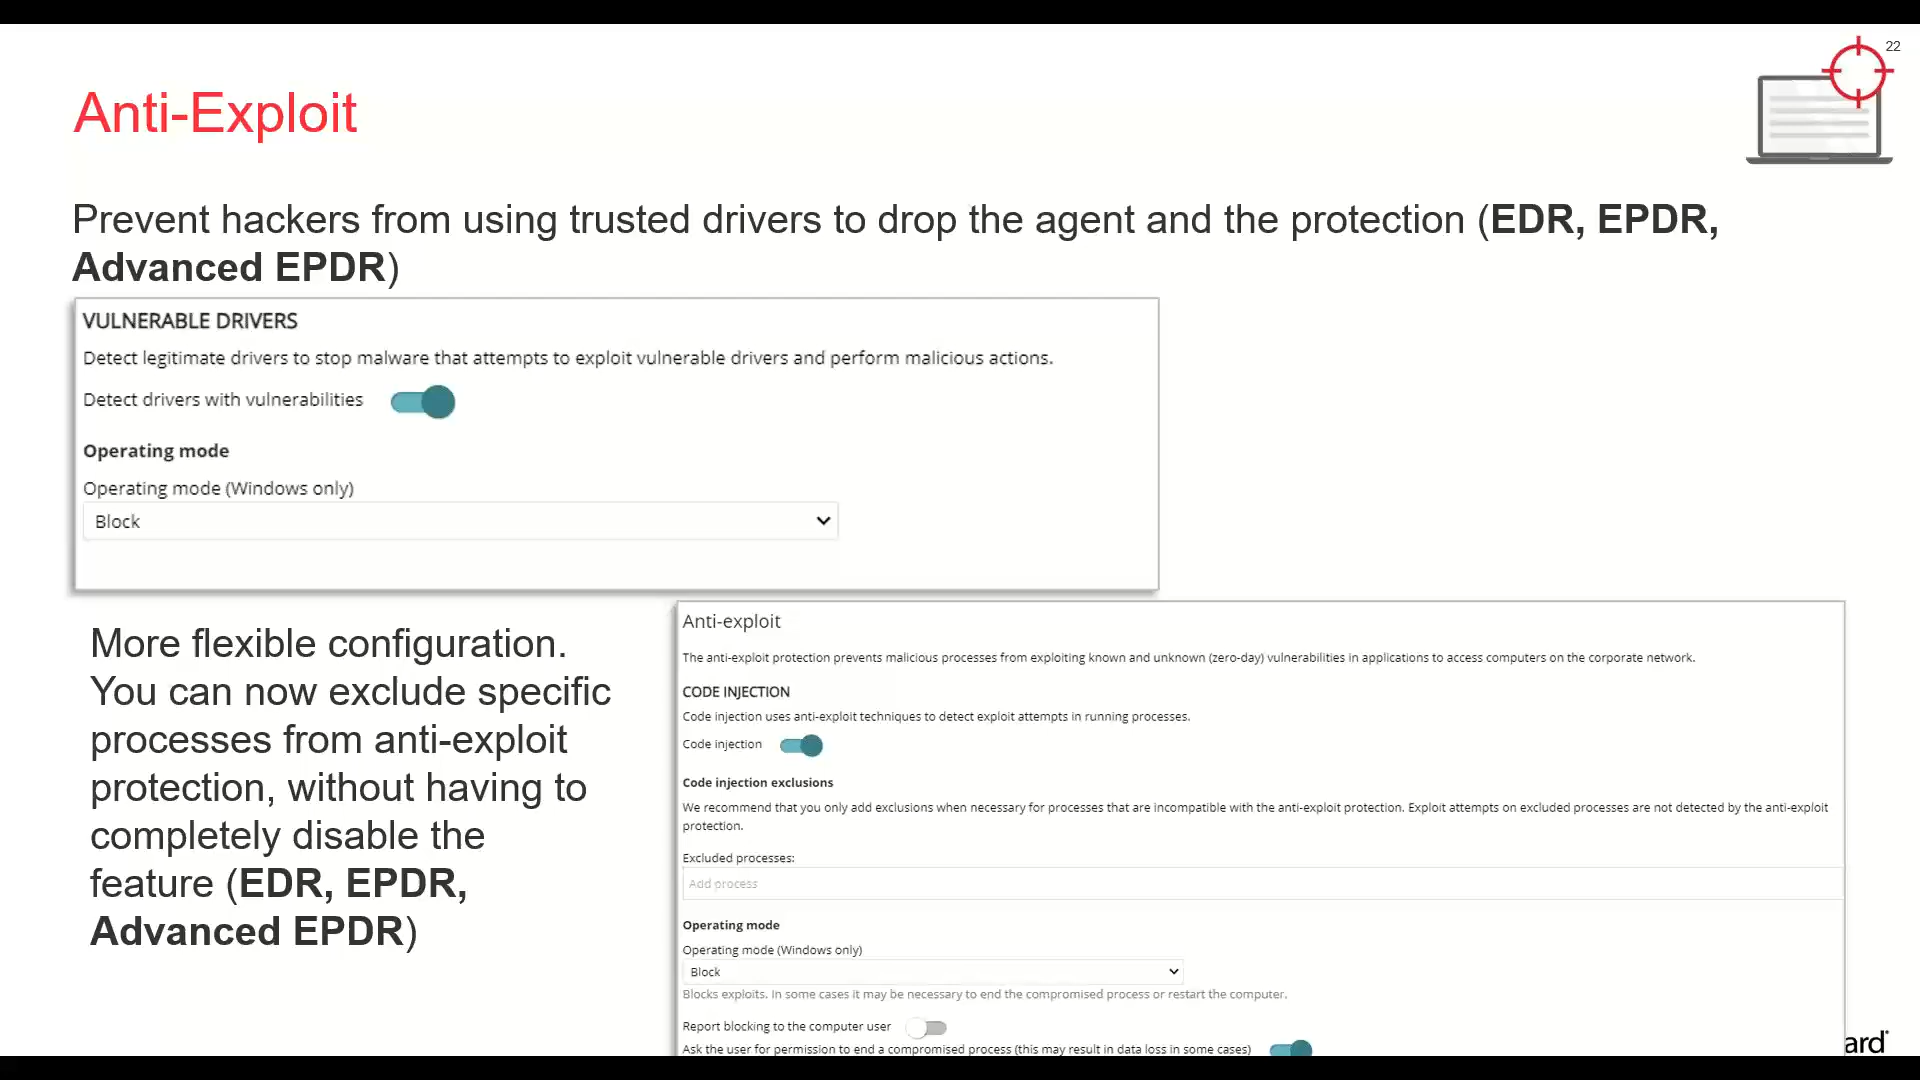 22
Anti-Exploit
Prevent hackers from using trusted drivers to drop the agent and the protection (EDR, EPDR,
Advanced EPDR)
VULNERABLE DRIVERS
Detect legitimate drivers to stop malware that attempts to exploit vulnerable drivers and perform malicious actions.
Detect drivers with vulnerabilities
Operating mode
Operating mode (Windows only)
Block
More flexible configuration.
You can now exclude specific
processes from anti-exploit
protection, without having to
completely disable the
feature (EDR, EPDR,
Advanced EPDR)
Anti-exploit
The anti-exploit protection prevents malicious processes from exploiting known and unknown (zero-day) vulnerabilities in applications to access computers on the corporate network.
CODE INJECTION
Code injection uses anti-exploit techniques to detect exploit attempts in running processes.
Code injection
Code injection exclusions
We recommend that you only add exclusions when necessary for processes that are incompatible with the anti-exploit protection. Exploit attempts on excluded processes are not detected by the anti-exploit
protection.
Excluded processes:
Add process
Operating mode
Operating mode (Windows only)
Block
Blocks exploits. In some cases it may be necessary to end the compromised process or restart the computer.
Report blocking to the computer user
Ask the user for permission to end a compromised process (this may result in data loss in some cases)
ard